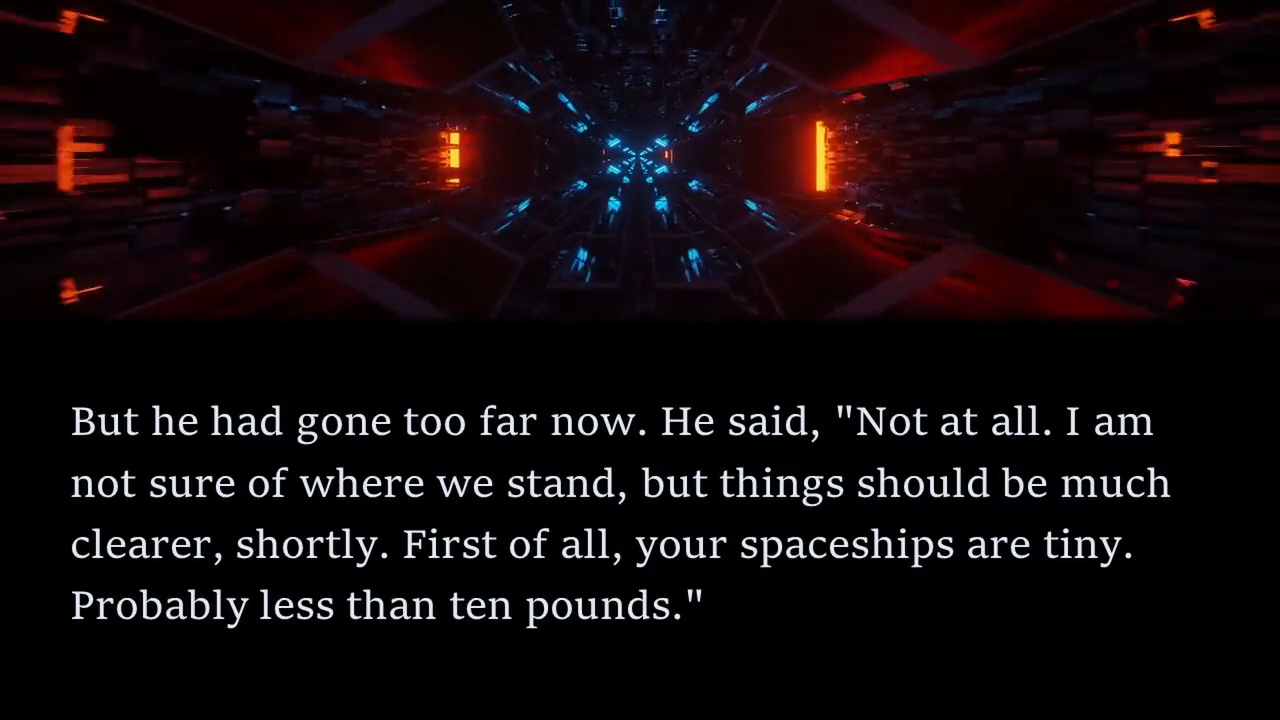 But he had gone too far now. He said, "Not at all. I am
not sure of where we stand, but things should be much
clearer, shortly. First of all, your spaceships are tiny.
Probably less than ten pounds."